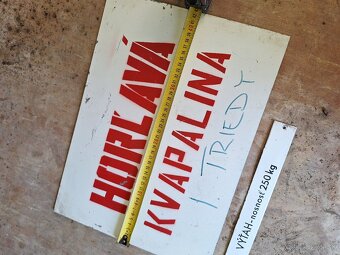 HORĽAVÁ
KVAPALINA
I. TRIEDY
VÝŤAH-nosnosť 250 kg